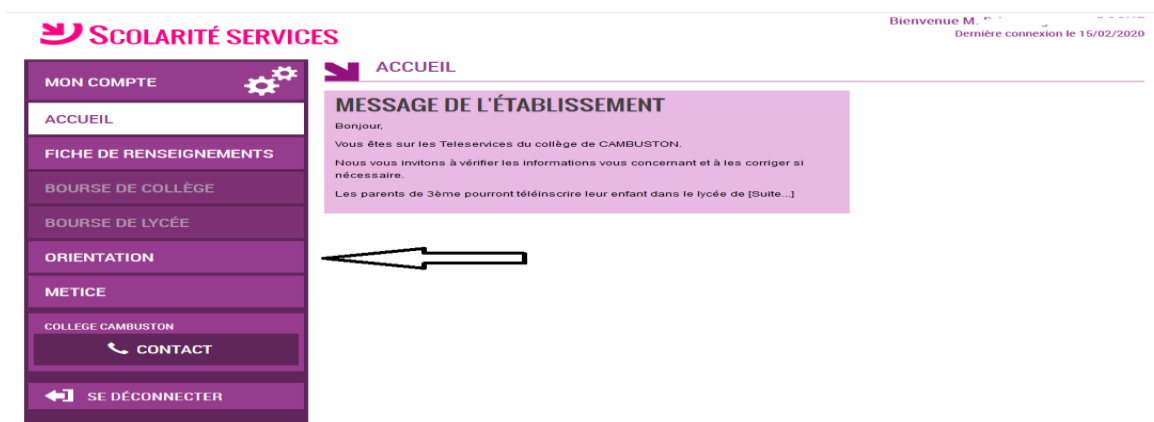 SCOLARITÉ SERVICES
Bienvenue M.
Dernière connexion le 15/02/2020
MON COMPTE
ACCUEIL
FICHE DE RENSEIGNEMENTS
BOURSE DE COLLÈGE
BOURSE DE LYCÉE
ORIENTATION
METICE
COLLEGE CAMBUSTON
CONTACT
SE DÉCONNECTER
ACCUEIL
MESSAGE DE L'ÉTABLISSEMENT
Bonjour,
Vous êtes sur les Teleservices du collège de CAMBUSTON.
Nous vous invitons à vérifier les informations vous concernant et à les corriger si
nécessaire.
Les parents de 3ème pourront téléinscrire leur enfant dans le lycée de [Suite...]